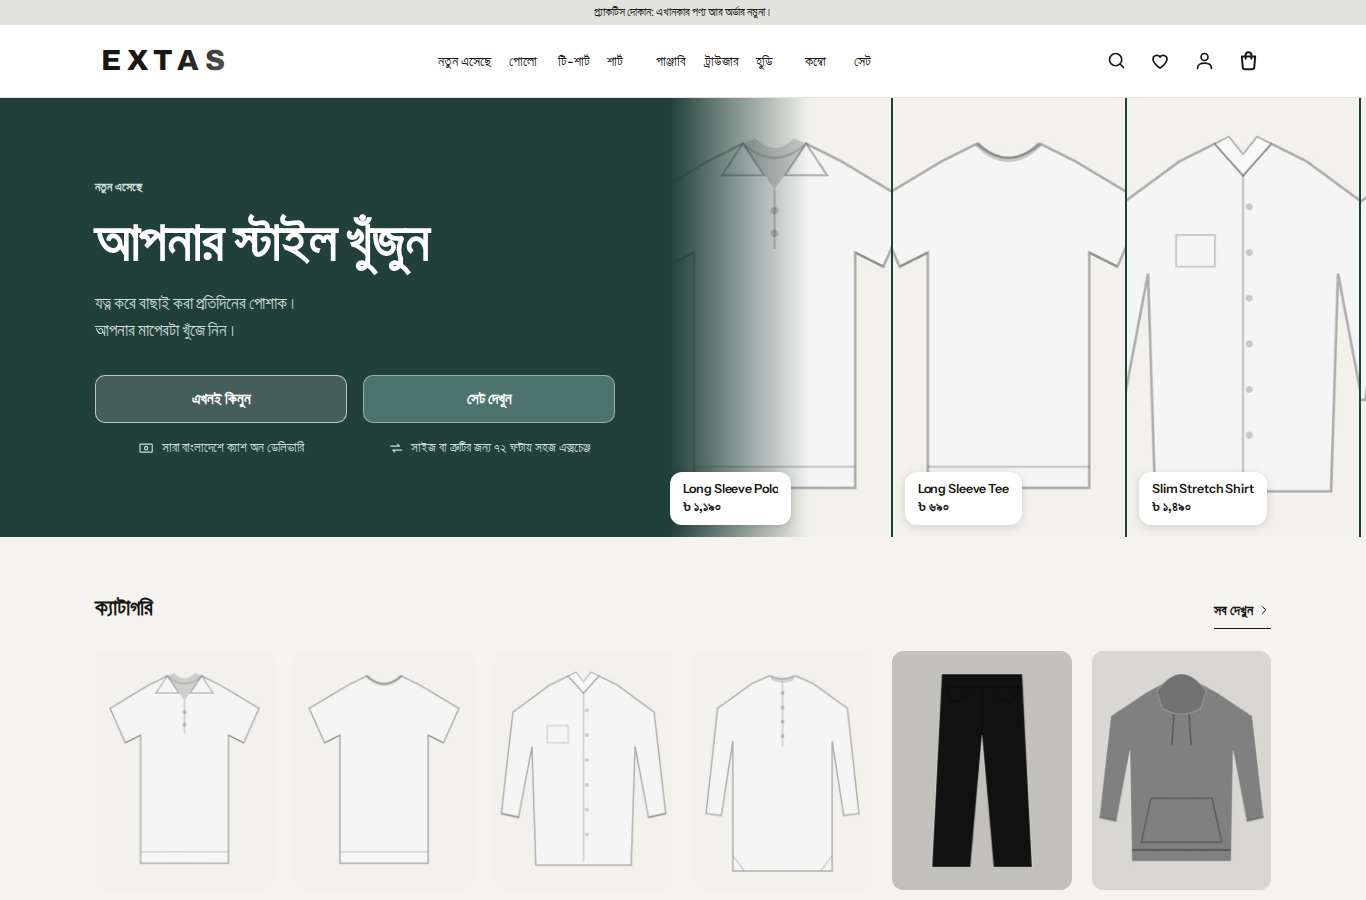 প্র্যাকটিস দোকান: এখানকার পণ্য আর অর্ডার নমুনা।
EXTAS
নতুন এসেছে পোলো টি-শার্ট শার্ট পাঞ্জাবি ট্রাউজার হুডি কম্বো সেট
নতুন এসেছে
আপনার স্টাইল খুঁজুন
যত্ন করে বাছাই করা প্রতিদিনের পোশাক।
আপনার মাপেরটা খুঁজে নিন।
এখনই কিনুন
সেট দেখুন
সারা বাংলাদেশে ক্যাশ অন ডেলিভারি
সাইজ বা ত্রুটির জন্য ৭২ ঘণ্টায় সহজ এক্সচেঞ্জ
Long Sleeve Polo
৳ ১,১৯০
Long Sleeve Tee
৳ ৬৯০
Slim Stretch Shirt
৳ ১,৪৯০
ক্যাটাগরি
সব দেখুন